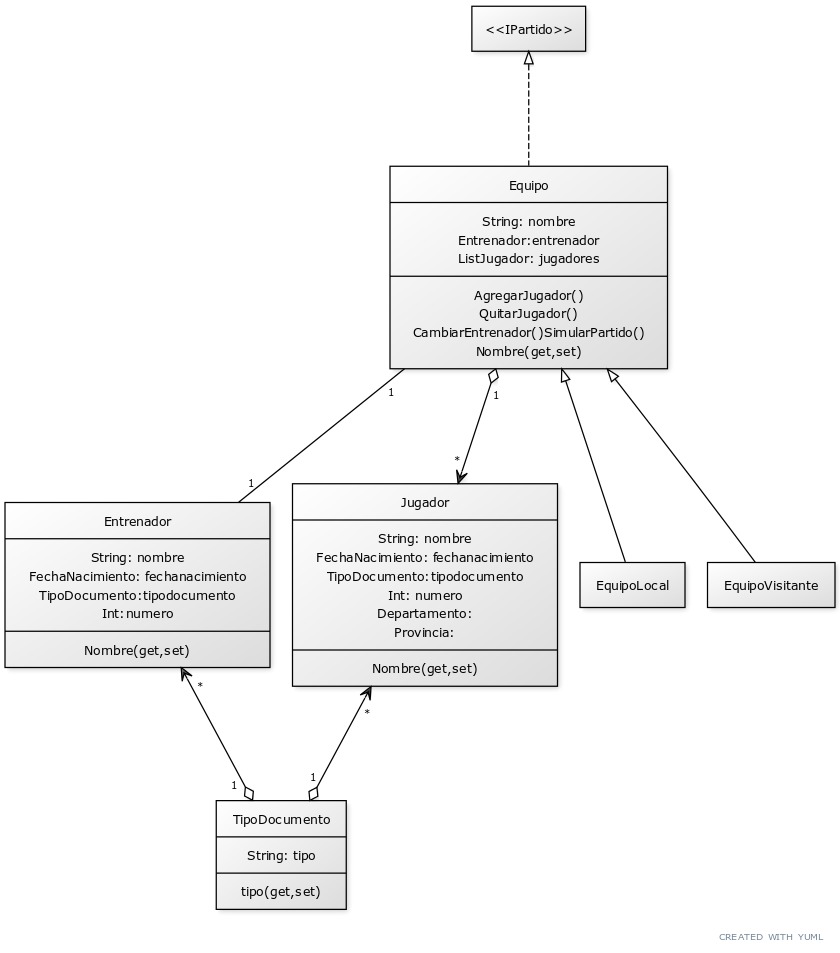 <<IPartido>>
Equipo
String: nombre
Entrenador:entrenador
ListJugador: jugadores
AgregarJugador()
QuitarJugador()
CambiarEntrenador()SimularPartido()
Nombre(get,set)
1
1
1
*
Entrenador
String: nombre
FechaNacimiento: fechanacimiento
TipoDocumento:tipodocumento
Int:numero
Nombre(get,set)
Jugador
String: nombre
FechaNacimiento: fechanacimiento
TipoDocumento:tipodocumento
Int: numero
Departamento:
Provincia:
Nombre(get,set)
EquipoLocal
EquipoVisitante
*
*
1
1
TipoDocumento
String: tipo
tipo(get,set)
CREATED WITH YUML